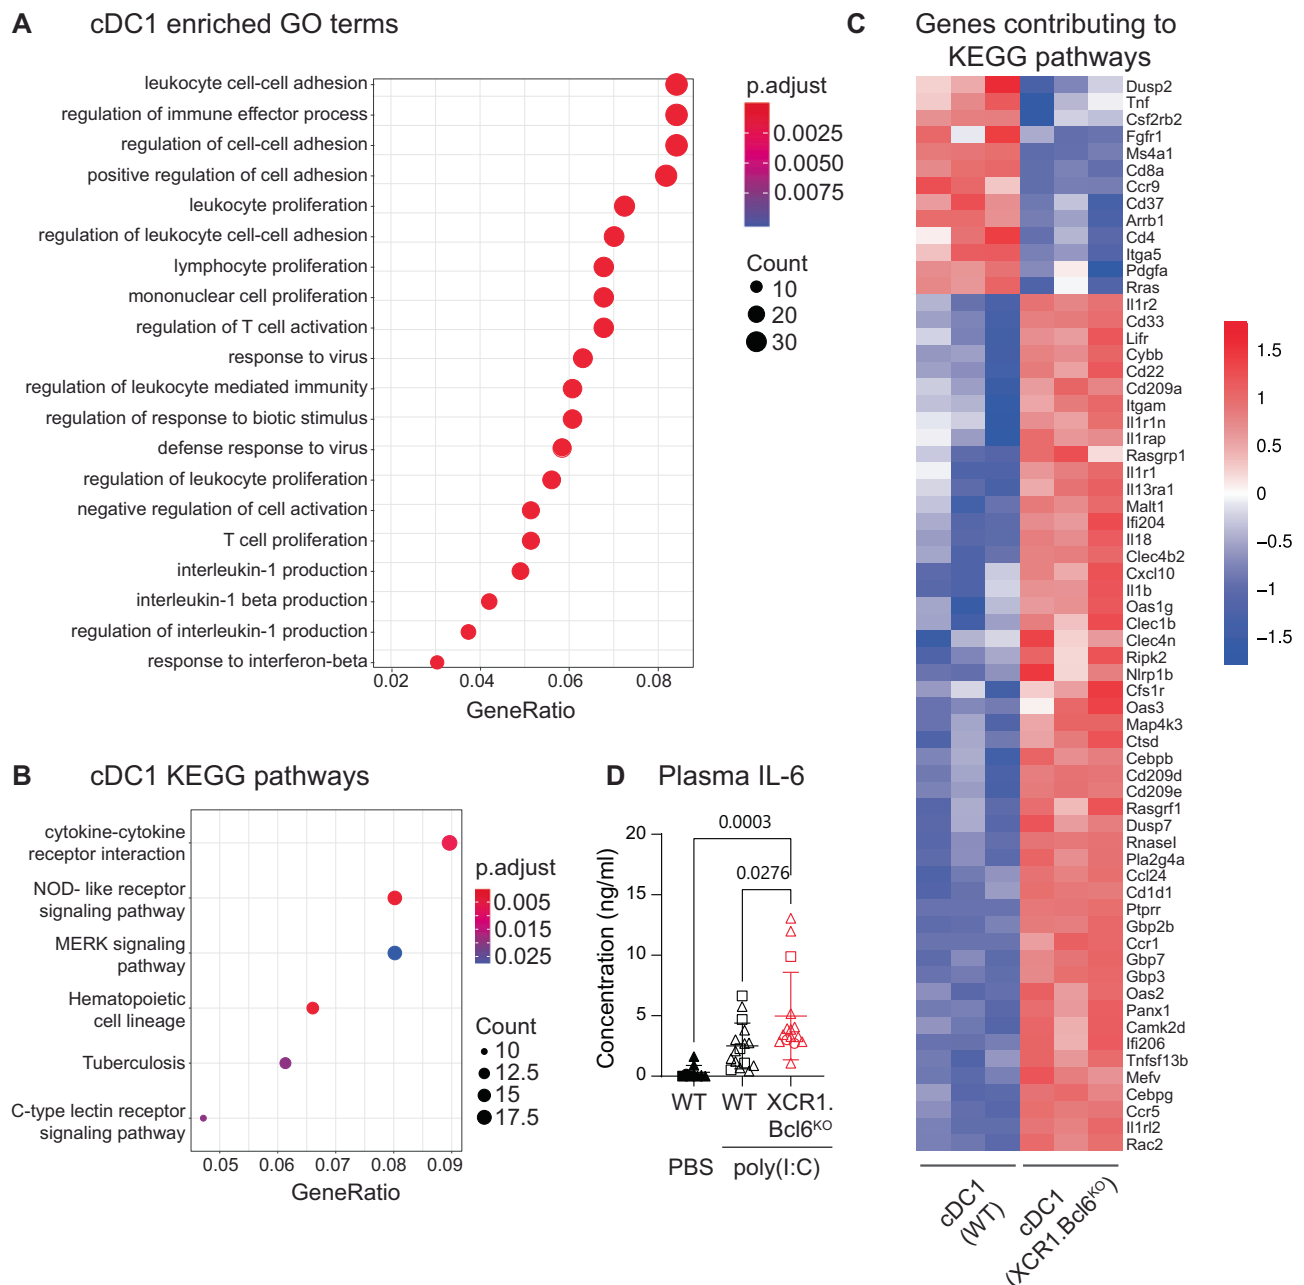 A cDC1 enriched GO terms
leukocyte cell-cell adhesion
regulation of immune effector process
regulation of cell-cell adhesion
positive regulation of cell adhesion
leukocyte proliferation
regulation of leukocyte cell-cell adhesion
lymphocyte proliferation
mononuclear cell proliferation
regulation of T cell activation
response to virus
regulation of leukocyte mediated immunity
regulation of response to biotic stimulus
defense response to virus
regulation of leukocyte proliferation
negative regulation of cell activation
T cell proliferation
interleukin-1 production
interleukin-1 beta production
regulation of interleukin-1 production
response to interferon-beta
0.02 0.04 0.06 0.08
GeneRatio
p.adjust
0.0025
0.0050
0.0075
Count
10
20
30
B cDC1 KEGG pathways
cytokine-cytokine
receptor interaction
NOD- like receptor
signaling pathway
MERK signaling
pathway
Hematopoietic
cell lineage
Tuberculosis
C-type lectin receptor
signaling pathway
0.05 0.06 0.07 0.08 0.09
GeneRatio
p.adjust
0.005
0.015
0.025
Count
10
12.5
15
17.5
C Genes contributing to
KEGG pathways
Dusp2
Tnf
Csf2rb2
Fgfr1
Ms4a1
Cd8a
Ccr9
Cd37
Arrb1
Cd4
Itga5
Pdgfa
Rras
Il1r2
Cd33
Lifr
Cybb
Cd22
Cd209a
Itgam
Il1r1n
Il1rap
Rasgrp1
Il1r1
Il13ra1
Malt1
Ifi204
Il18
Clec4b2
Cxcl10
Il1b
Oas1g
Clec1b
Clec4n
Ripk2
Nlrp1b
Cfs1r
Oas3
Map4k3
Ctsd
Cebpb
Cd209d
Cd209e
Rasgrf1
Dusp7
Rnasel
Pla2g4a
Ccl24
Cd1d1
Ptprr
Gbp2b
Ccr1
Gbp7
Gbp3
Oas2
Panx1
Camk2d
Ifi206
Tnfsf13b
Mefv
Cebpg
Ccr5
Il1rl2
Rac2
cDC1
(WT)
cDC1
(XCR1.Bcl6KO)
1.5
1
0.5
0
−0.5
−1
−1.5
D Plasma IL-6
Concentration (ng/ml)
20
15
10
5
0
0.0003
0.0276
WT WT XCR1.
Bcl6KO
PBS poly(I:C)